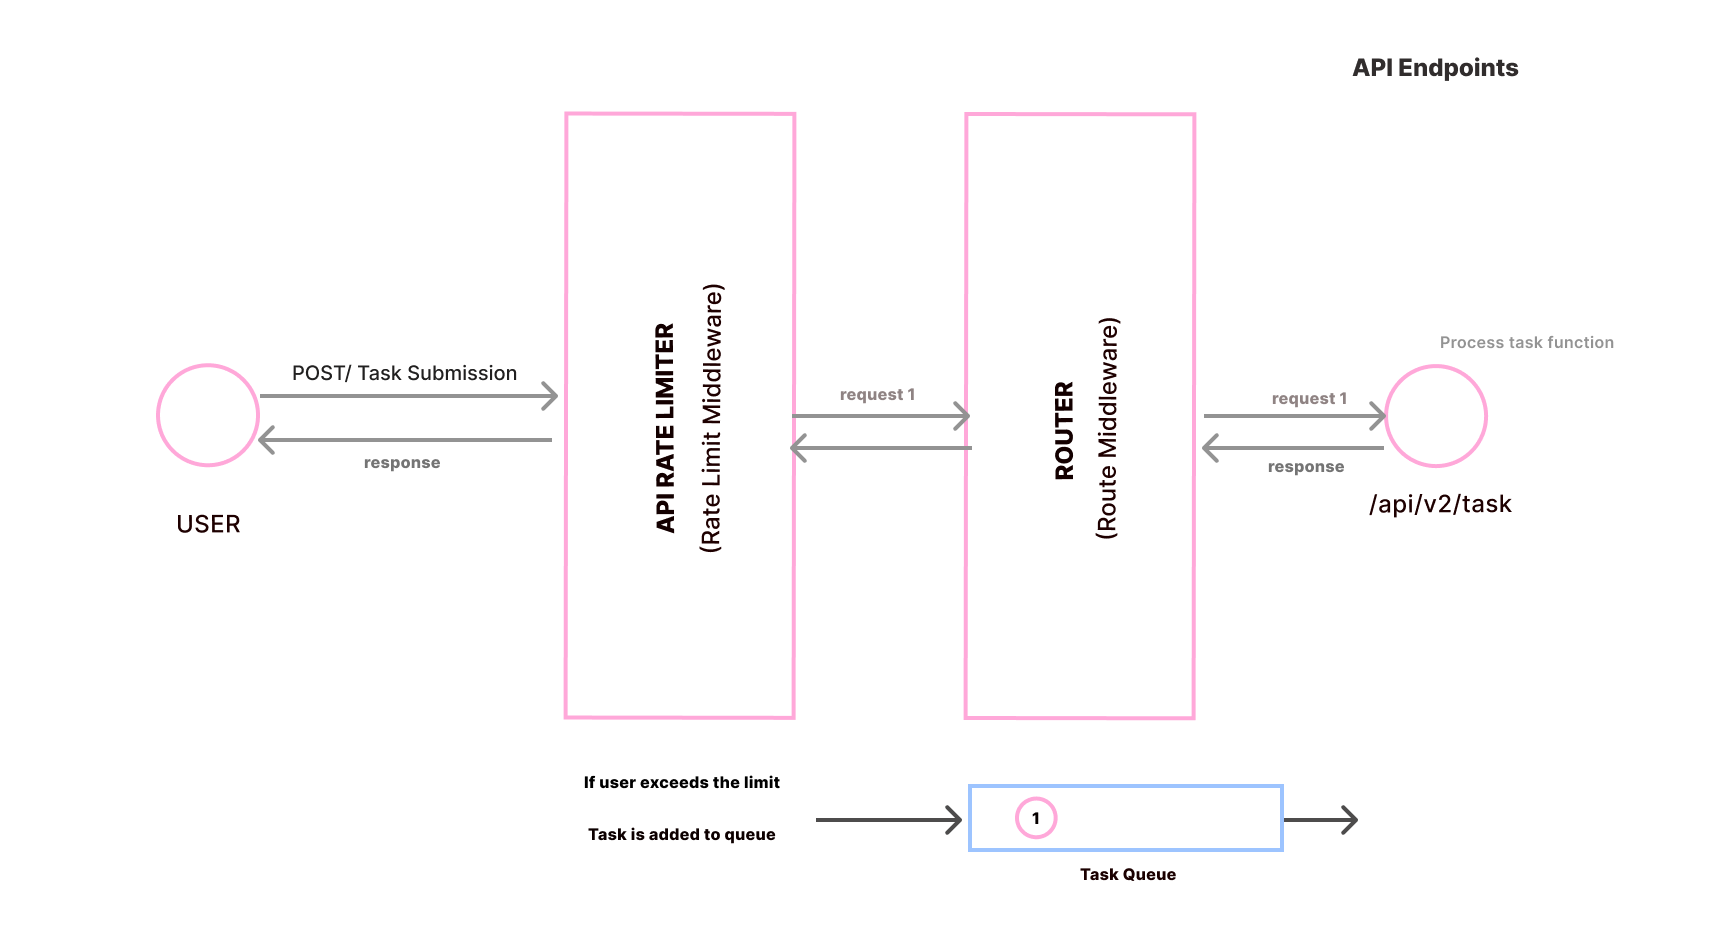 API Endpoints
POST/ Task Submission
response
USER
API RATE LIMITER
(Rate Limit Middleware)
request 1
ROUTER
(Route Middleware)
request 1
response
Process task function
/api/v2/task
If user exceeds the limit
Task is added to queue
1
Task Queue